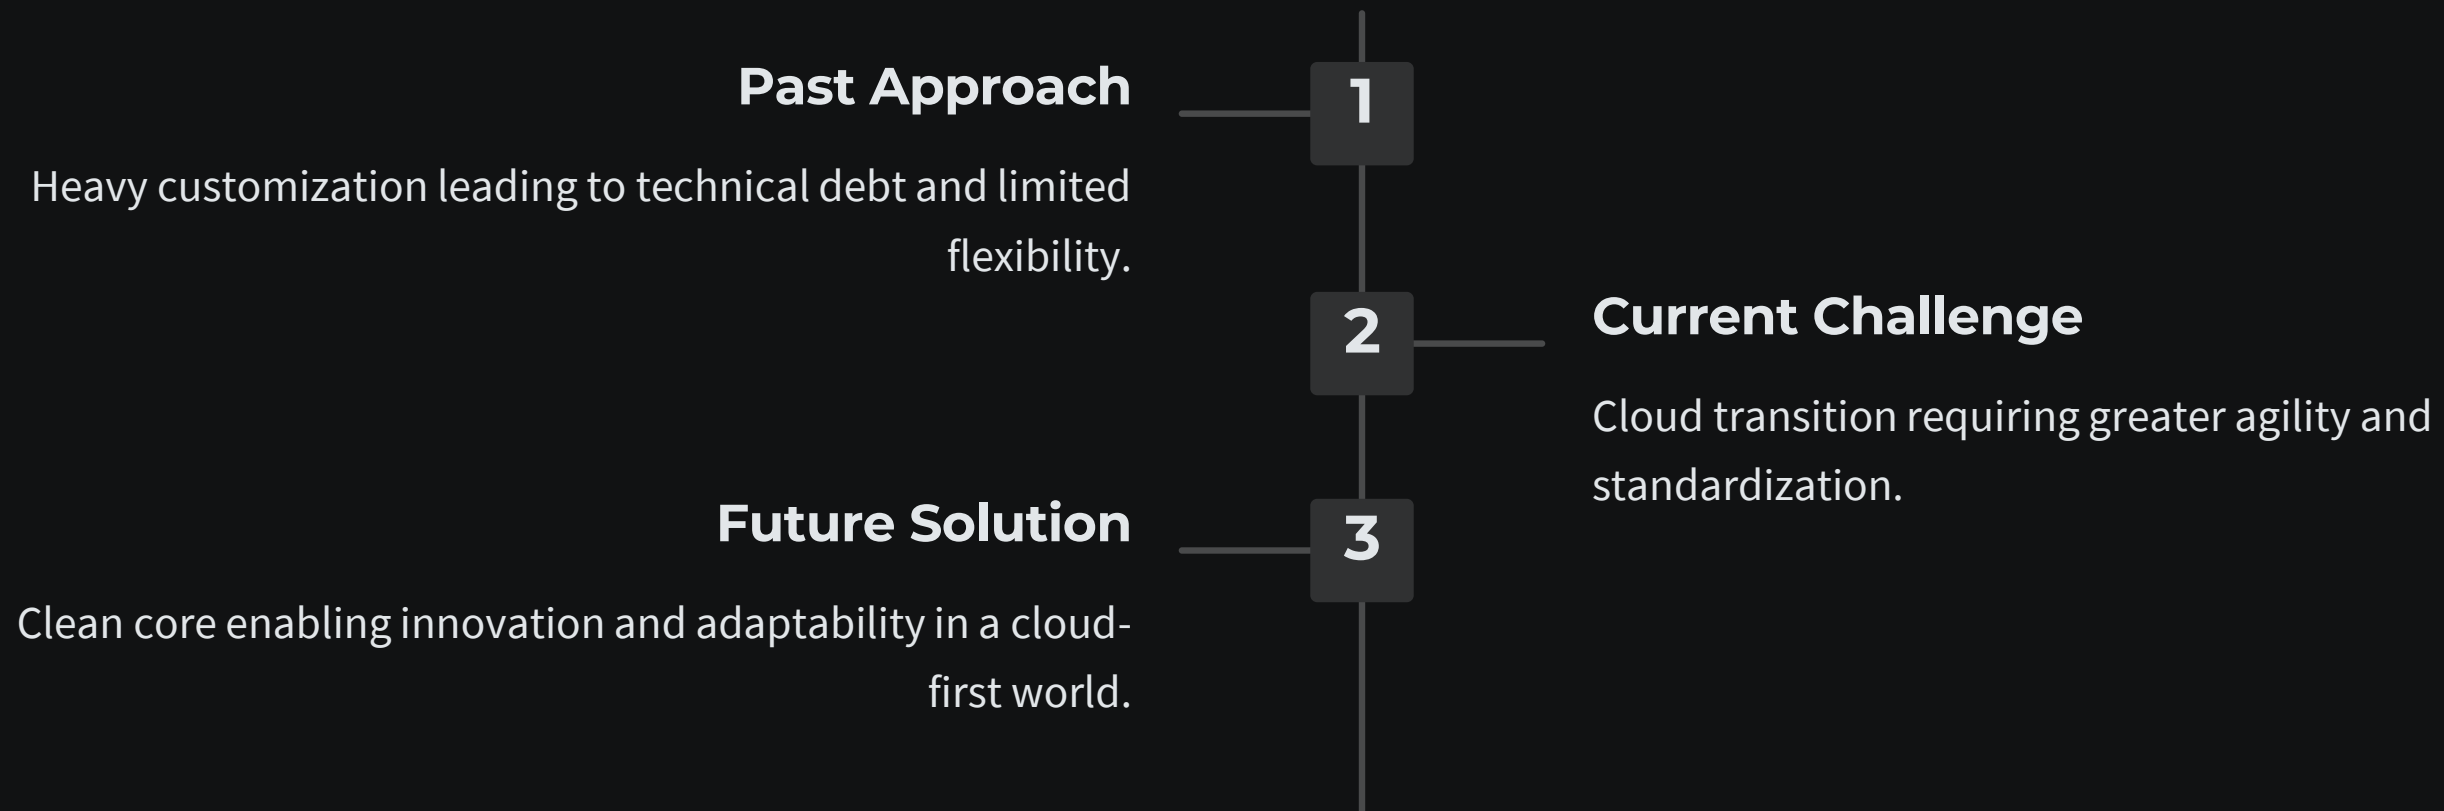 1
Past Approach
Heavy customization leading to technical debt and limited
flexibility.
2
Current Challenge
Cloud transition requiring greater agility and
standardization.
3
Future Solution
Clean core enabling innovation and adaptability in a cloud-
first world.